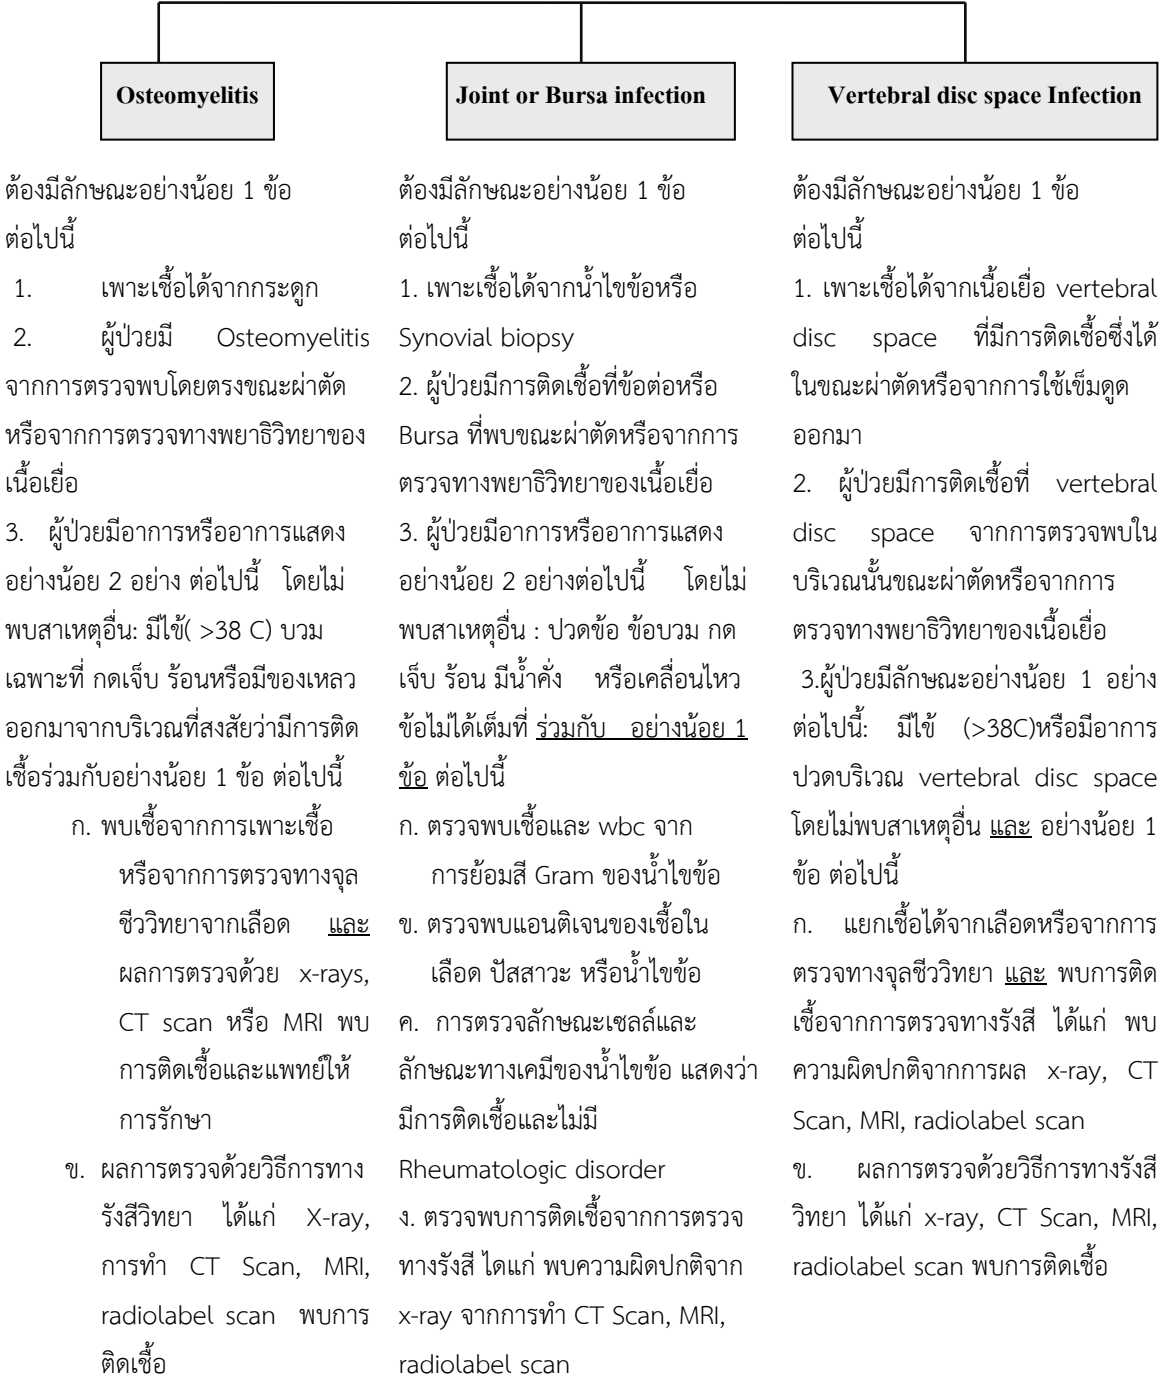 Osteomyelitis
ต้องมีลักษณะอย่างน้อย 1 ข้อ
ต่อไปนี้
1. เพาะเชื้อได้จากกระดูก
2. ผู้ป่วยมี Osteomyelitis
จากการตรวจพบโดยตรงขณะผ่าตัด
หรือจากการตรวจทางพยาธิวิทยาของ
เนื้อเยื่อ
3. ผู้ป่วยมีอาการหรืออาการแสดง
อย่างน้อย 2 อย่าง ต่อไปนี้ โดยไม่
พบสาเหตุอื่น: มีไข้( >38 C) บวม
เฉพาะที่ กดเจ็บ ร้อนหรือมีของเหลว
ออกมาจากบริเวณที่สงสัยว่ามีการติด
เชื้อร่วมกับอย่างน้อย 1 ข้อ ต่อไปนี้
ก. พบเชื้อจากการเพาะเชื้อ
หรือจากการตรวจทางจุล
ชีววิทยาจากเลือด และ
ผลการตรวจด้วย x-rays,
CT scan หรือ MRI พบ
การติดเชื้อและแพทย์ให้
การรักษา
ข. ผลการตรวจด้วยวิธีการทาง
รังสีวิทยา ได้แก่ X-ray,
การทำ CT Scan, MRI,
radiolabel scan พบการ
ติดเชื้อ
Joint or Bursa infection
ต้องมีลักษณะอย่างน้อย 1 ข้อ
ต่อไปนี้
1. เพาะเชื้อได้จากน้ำไขข้อหรือ
Synovial biopsy
2. ผู้ป่วยมีการติดเชื้อที่ข้อต่อหรือ
Bursa ที่พบขณะผ่าตัดหรือจากการ
ตรวจทางพยาธิวิทยาของเนื้อเยื่อ
3. ผู้ป่วยมีอาการหรืออาการแสดง
อย่างน้อย 2 อย่างต่อไปนี้ โดยไม่
พบสาเหตุอื่น : ปวดข้อ ข้อบวม กด
เจ็บ ร้อน มีน้ำคั่ง หรือเคลื่อนไหว
ข้อไม่ได้เต็มที่ ร่วมกับ อย่างน้อย 1
ข้อ ต่อไปนี้
ก. ตรวจพบเชื้อและ wbc จาก
การย้อมสี Gram ของน้ำไขข้อ
ข. ตรวจพบแอนติเจนของเชื้อใน
เลือด ปัสสาวะ หรือน้ำไขข้อ
ค. การตรวจลักษณะเซลล์และ
ลักษณะทางเคมีของน้ำไขข้อ แสดงว่า
มีการติดเชื้อและไม่มี
Rheumatologic disorder
ง. ตรวจพบการติดเชื้อจากการตรวจ
ทางรังสี ไดแก่ พบความผิดปกติจาก
x-ray จากการทำ CT Scan, MRI,
radiolabel scan
Vertebral disc space Infection
ต้องมีลักษณะอย่างน้อย 1 ข้อ
ต่อไปนี้
1. เพาะเชื้อได้จากเนื้อเยื่อ vertebral
disc space ที่มีการติดเชื้อซึ่งได้
ในขณะผ่าตัดหรือจากการใช้เข็มดูด
ออกมา
2. ผู้ป่วยมีการติดเชื้อที่ vertebral
disc space จากการตรวจพบใน
บริเวณนั้นขณะผ่าตัดหรือจากการ
ตรวจทางพยาธิวิทยาของเนื้อเยื่อ
3.ผู้ป่วยมีลักษณะอย่างน้อย 1 อย่าง
ต่อไปนี้: มีไข้ (>38C)หรือมีอาการ
ปวดบริเวณ vertebral disc space
โดยไม่พบสาเหตุอื่น และ อย่างน้อย 1
ข้อ ต่อไปนี้
ก. แยกเชื้อได้จากเลือดหรือจากการ
ตรวจทางจุลชีววิทยา และ พบการติด
เชื้อจากการตรวจทางรังสี ได้แก่ พบ
ความผิดปกติจากการผล x-ray, CT
Scan, MRI, radiolabel scan
ข. ผลการตรวจด้วยวิธีการทางรังสี
วิทยา ได้แก่ x-ray, CT Scan, MRI,
radiolabel scan พบการติดเชื้อ